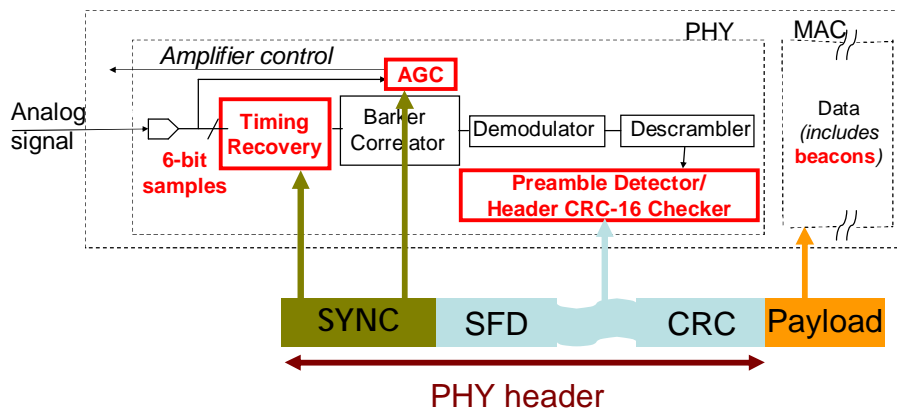 PHY
MAC
Amplifier control
AGC
Analog
signal
Timing
Recovery
Barker
Correlator
Demodulator
Descrambler
Data
(includes
beacons)
6-bit
samples
Preamble Detector/
Header CRC-16 Checker
SYNC
SFD
CRC
Payload
PHY header